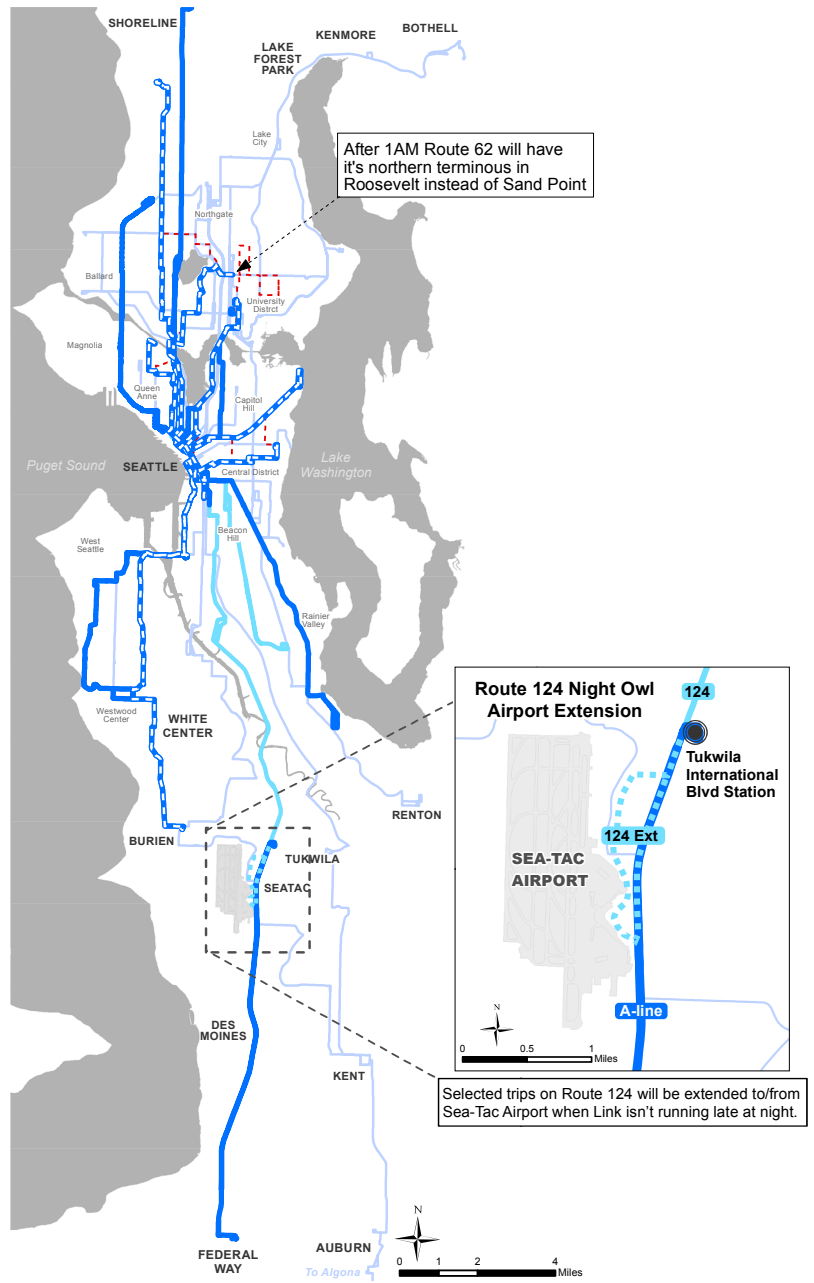 SHORELINE
KENMORE
BOTHELL
LAKE
FOREST
PARK
Lake
City
After 1AM Route 62 will have
it's northern terminous in
Roosevelt instead of Sand Point
Northgate
Ballard
University
Distrct
Magnolia
Queen
Anne
Capitol
Hill
Puget Sound
SEATTLE
Central District
Lake
Washington
Beacon
Hill
West
Seattle
Rainier
Valley
Westwood
Center
WHITE
CENTER
BURIEN
RENTON
TUKWILA
SEATAC
Route 124 Night Owl
Airport Extension
124
Tukwila
International
Blvd Station
124 Ext
SEA-TAC
AIRPORT
A-line
N
0 0.5 1
Miles
DES
MOINES
KENT
Selected trips on Route 124 will be extended to/from
Sea-Tac Airport when Link isn't running late at night.
FEDERAL
WAY
AUBURN
To Algona
N
0 1 2 4
Miles